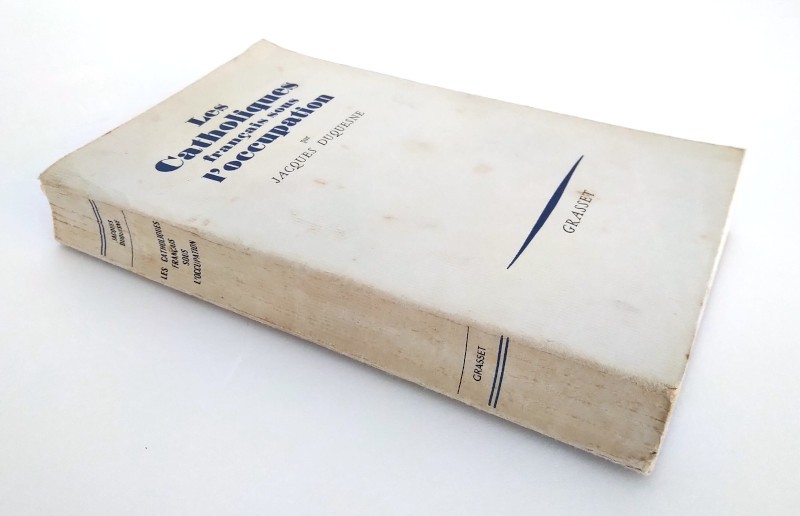 Les
Catholiques
français sous
l'occupation
par
JACQUES DUQUESNE
GRASSET
JACQUES
DUQUESNE
LES CATHOLIQUES
FRANÇAIS
SOUS
L'OCCUPATION
GRASSET